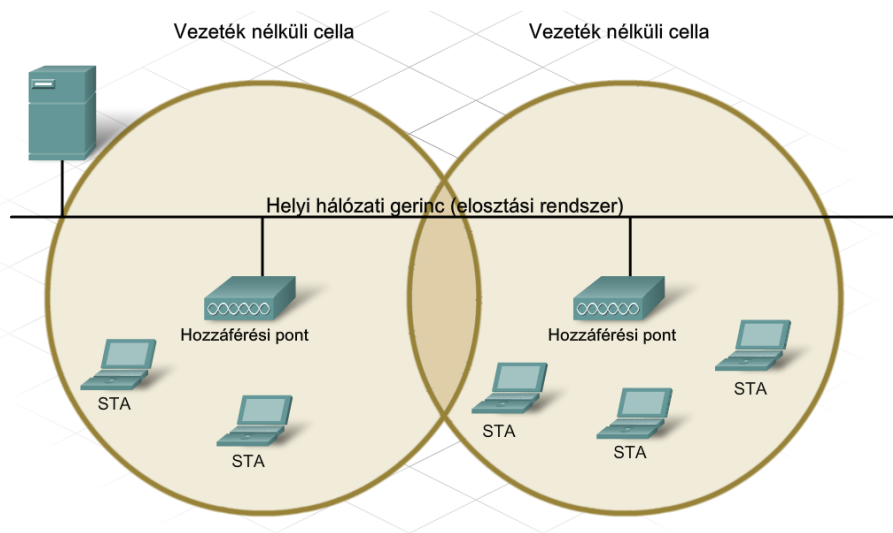 Vezeték nélküli cella
Vezeték nélküli cella
Helyi hálózati gerinc (elosztási rendszer)
Hozzáférési pont
Hozzáférési pont
STA
STA
STA
STA
STA